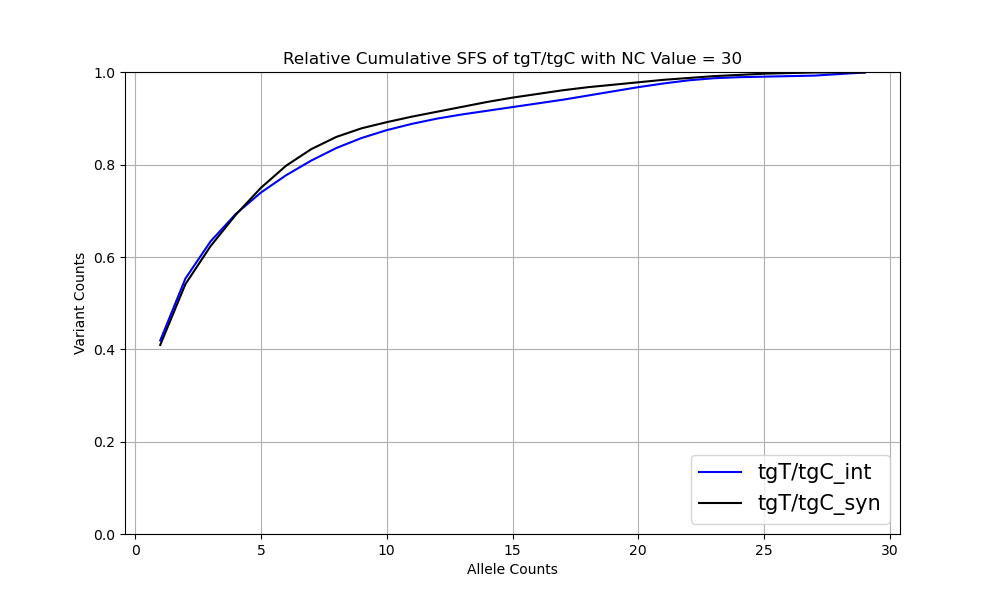 Relative Cumulative SFS of tgT/tgC with NC Value = 30
1.0
0.8
0.6
0.4
0.2
0.0
Variant Counts
0 5 10 15 20 25 30
Allele Counts
tgT/tgC_int
tgT/tgC_syn